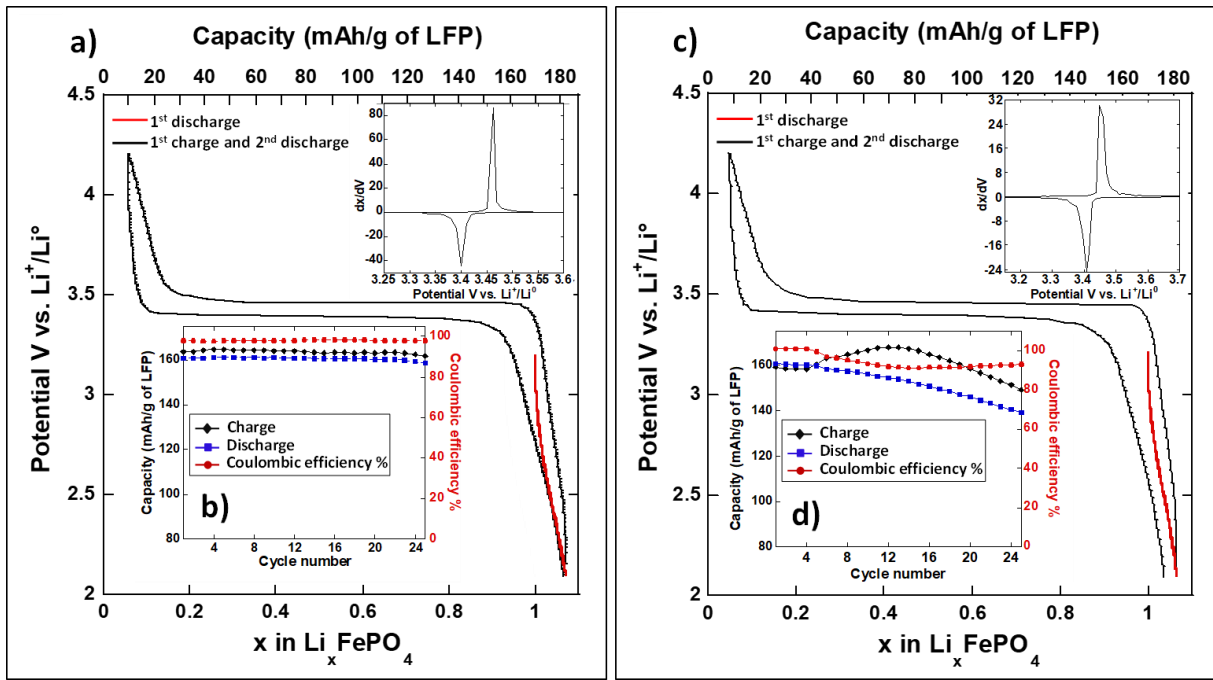 a)
Capacity (mAh/g of LFP)
0 20 40 60 80 100 120 140 160 180
4.5
4
3.5
3
2.5
2
Potential V vs. Li⁺/Li°
1ˢᵗ discharge
1ˢᵗ charge and 2ⁿᵈ discharge
80
60
40
20
0
-20
-40
dx/dV
3.25 3.3 3.35 3.4 3.45 3.5 3.55 3.6
Potential V vs. Li⁺/Li⁰
160
140
120
100
80
Capacity (mAh/g of LFP)
100
80
60
40
20
0
Coulombic efficiency %
Charge
Discharge
Coulombic efficiency %
b)
4 8 12 16 20 24
Cycle number
0 0.2 0.4 0.6 0.8 1
x in LiₓFePO₄
c)
Capacity (mAh/g of LFP)
0 20 40 60 80 100 120 140 160 180
4.5
4
3.5
3
2.5
2
Potential V vs. Li⁺/Li°
1ˢᵗ discharge
1ˢᵗ charge and 2ⁿᵈ discharge
32
24
16
8
0
-8
-16
-24
dx/dV
3.2 3.3 3.4 3.5 3.6 3.7
Potential V vs. Li⁺/Li⁰
160
140
120
100
80
Capacity (mAh/g of LFP)
100
80
60
40
20
0
Coulombic efficiency %
Charge
Discharge
Coulombic efficiency %
d)
4 8 12 16 20 24
Cycle number
0 0.2 0.4 0.6 0.8 1
x in LiₓFePO₄